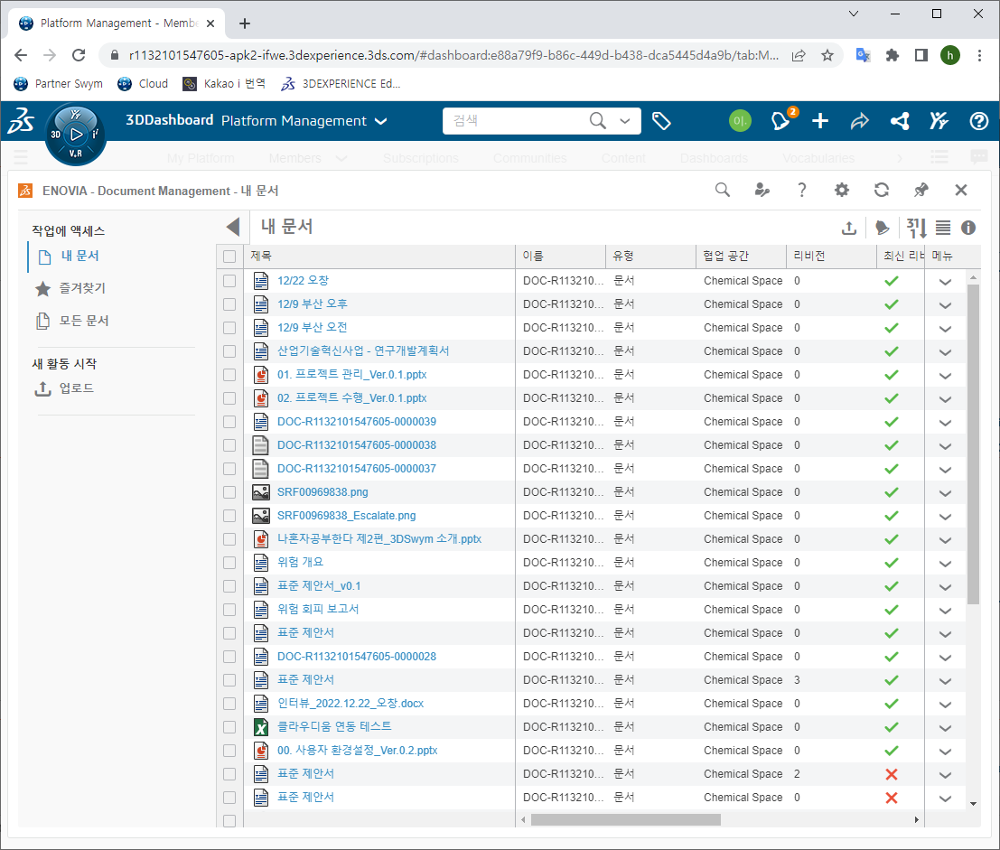 Platform Management - Membe
r1132101547605-apk2-ifwe.3dexperience.3ds.com/#dashboard:e88a79f9-b86c-449d-b438-dca5445d4a9b/tab:M...
h
Partner Swym Cloud Kakao i 번역 3DEXPERIENCE Ed...
3DDashboard Platform Management 검색 이. 2
3D i² V.R
My Platform Members Subscriptions Communities Content Dashboards Vocabularies
ENOVIA - Document Management - 내 문서
작업에 액세스
내 문서
즐겨찾기
모든 문서
새 활동 시작
업로드
내 문서
제목 이름 유형 협업 공간 리비전 최신 리비 메뉴
12/22 오창 DOC-R113210... 문서 Chemical Space 0
12/9 부산 오후 DOC-R113210... 문서 Chemical Space 0
12/9 부산 오전 DOC-R113210... 문서 Chemical Space 0
산업기술혁신사업 - 연구개발계획서 DOC-R113210... 문서 Chemical Space 0
01. 프로젝트 관리_Ver.0.1.pptx DOC-R113210... 문서 Chemical Space 0
02. 프로젝트 수행_Ver.0.1.pptx DOC-R113210... 문서 Chemical Space 0
DOC-R1132101547605-0000039 DOC-R113210... 문서 Chemical Space 0
DOC-R1132101547605-0000038 DOC-R113210... 문서 Chemical Space 0
DOC-R1132101547605-0000037 DOC-R113210... 문서 Chemical Space 0
SRF00969838.png DOC-R113210... 문서 Chemical Space 0
SRF00969838_Escalate.png DOC-R113210... 문서 Chemical Space 0
나혼자공부한다 제2편_3DSwym 소개.pptx DOC-R113210... 문서 Chemical Space 0
위험 개요 DOC-R113210... 문서 Chemical Space 0
표준 제안서_v0.1 DOC-R113210... 문서 Chemical Space 0
위험 회피 보고서 DOC-R113210... 문서 Chemical Space 0
표준 제안서 DOC-R113210... 문서 Chemical Space 0
DOC-R1132101547605-0000028 DOC-R113210... 문서 Chemical Space 0
표준 제안서 DOC-R113210... 문서 Chemical Space 3
인터뷰_2022.12.22_오창.docx DOC-R113210... 문서 Chemical Space 0
클라우디움 연동 테스트 DOC-R113210... 문서 Chemical Space 0
00. 사용자 환경설정_Ver.0.2.pptx DOC-R113210... 문서 Chemical Space 0
표준 제안서 DOC-R113210... 문서 Chemical Space 2
표준 제안서 DOC-R113210... 문서 Chemical Space 0